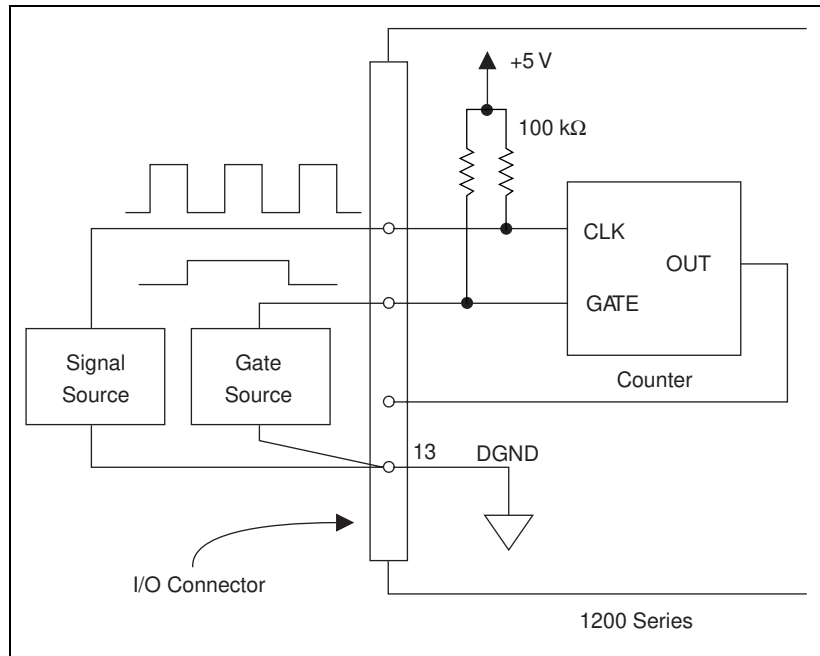 +5 V
100 kΩ
CLK
OUT
GATE
Signal
Source
Gate
Source
Counter
13
DGND
I/O Connector
1200 Series